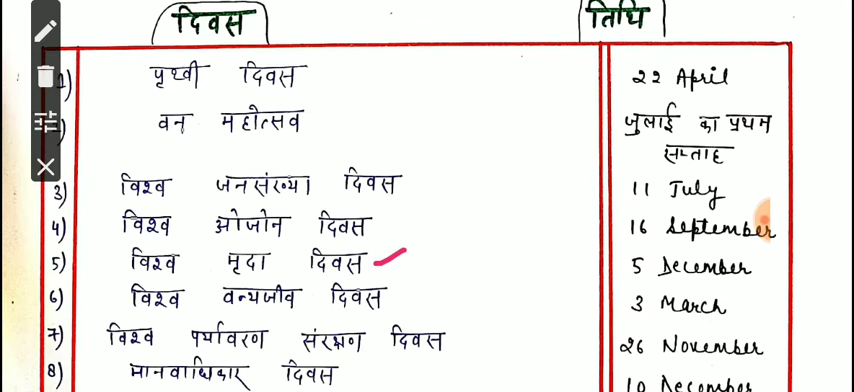 दिवस तिथि
1) पृथ्वी दिवस 22 April
वन महोत्सव जुलाई का प्रथम
सप्ताह
3) विश्व जनसंख्या दिवस 11 July
4) विश्व ओजोन दिवस 16 September
5) विश्व मृदा दिवस 5 December
6) विश्व वन्यजीव दिवस 3 March
7) विश्व पर्यावरण संरक्षण दिवस 26 November
8) मानवाधिकार दिवस 10 December